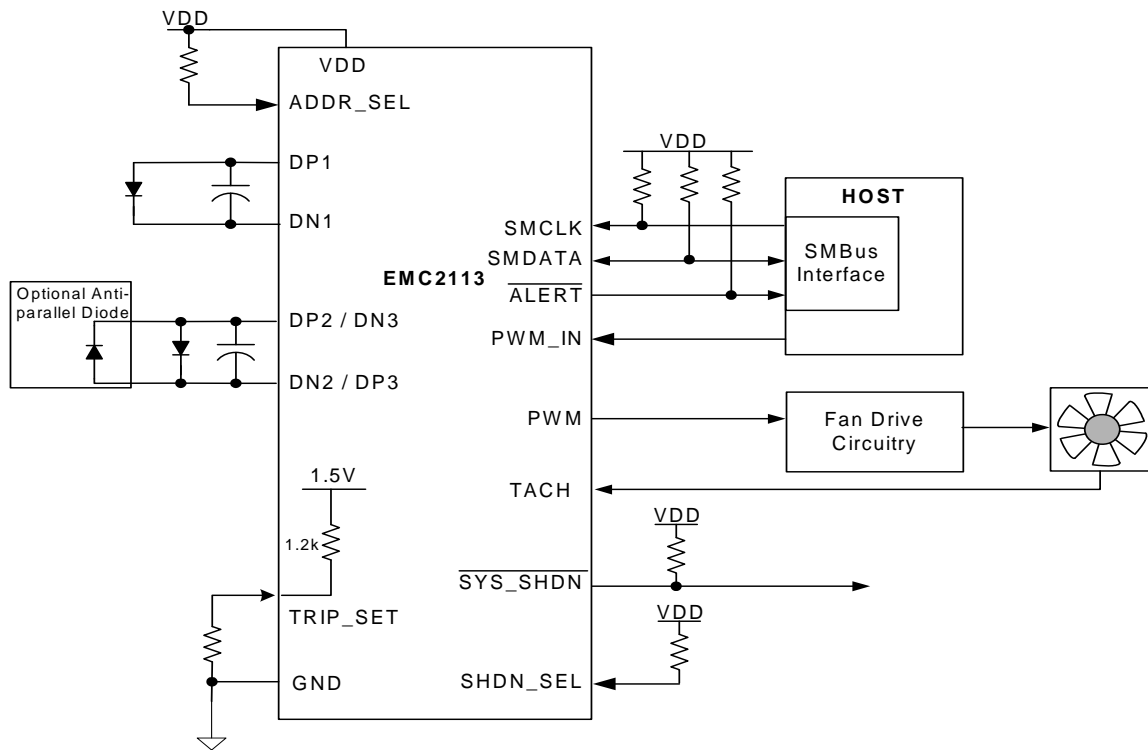 VDD
VDD
ADDR_SEL
DP1
DN1
Optional Anti-
parallel Diode
DP2 / DN3
DN2 / DP3
1.5V
1.2k
TRIP_SET
GND
EMC2113
VDD
SMCLK
SMDATA
ALERT
PWM_IN
HOST
SMBus
Interface
PWM
Fan Drive
Circuitry
TACH
VDD
SYS_SHDN
VDD
SHDN_SEL